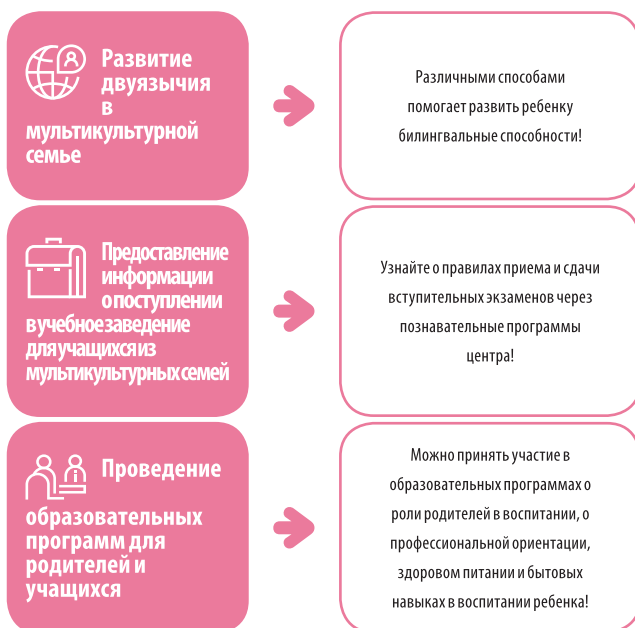 Развитие
двуязычия
в
мультикультурной
семье
Различными способами
помогает развить ребенку
билингвальные способности!
Предоставление
информации
о поступлении
в учебное заведение
для учащихся из
мультикультурных семей
Узнайте о правилах приема и сдачи
вступительных экзаменов через
познавательные программы
центра!
Проведение
образовательных
программ для
родителей и
учащихся
Можно принять участие в
образовательных программах о
роли родителей в воспитании, о
профессиональной ориентации,
здоровом питании и бытовых
навыках в воспитании ребенка!